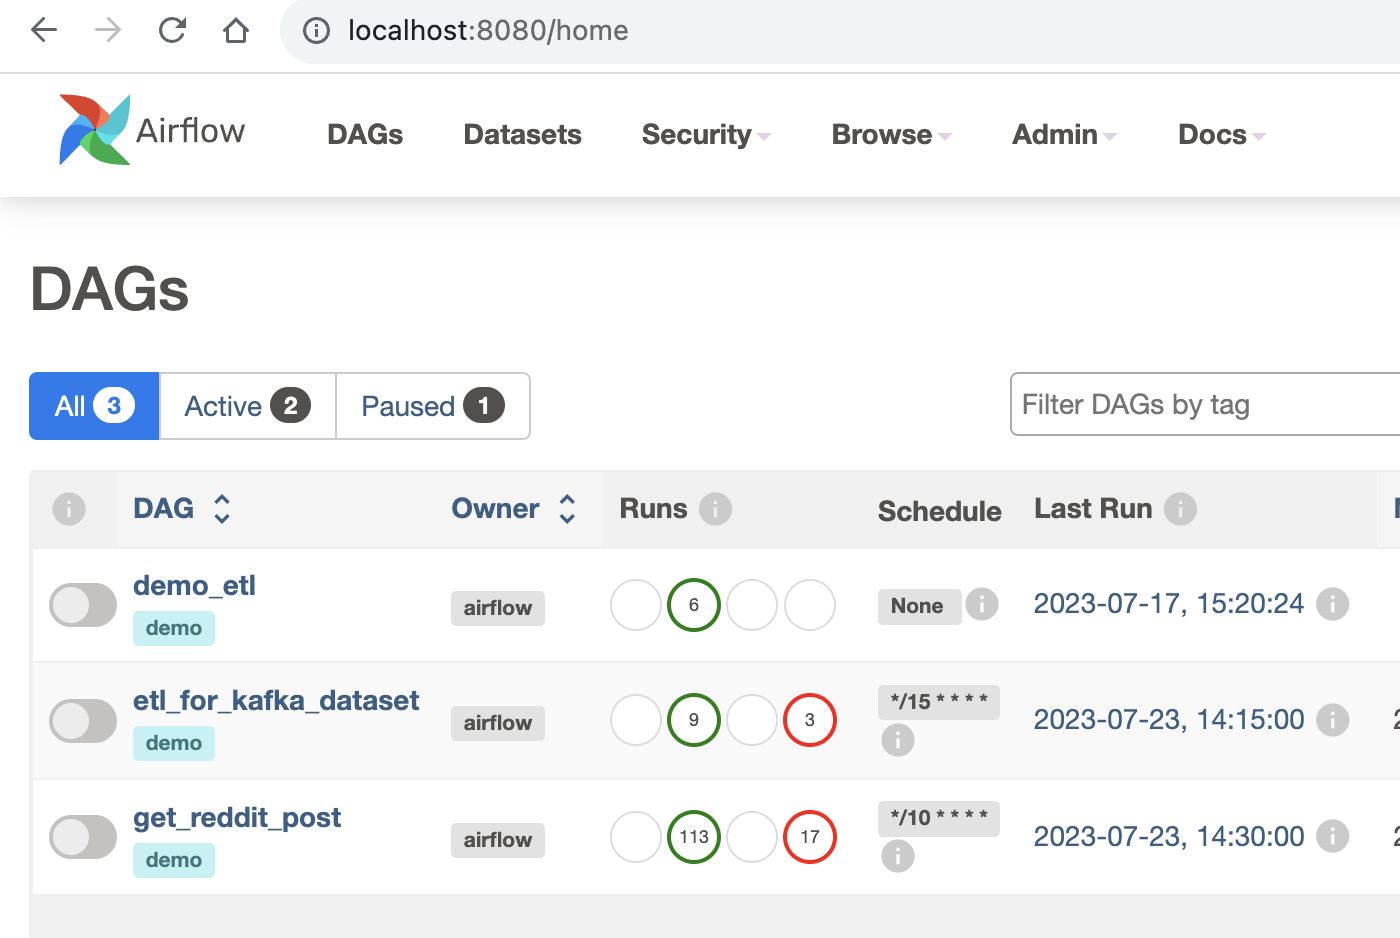 localhost:8080/home
Airflow DAGs Datasets Security Browse Admin Docs
DAGs
All 3 Active 2 Paused 1 Filter DAGs by tag
DAG Owner Runs Schedule Last Run
demo_etl
demo
airflow 6 None 2023-07-17, 15:20:24
etl_for_kafka_dataset
demo
airflow 9 3 */15 * * * * 2023-07-23, 14:15:00
get_reddit_post
demo
airflow 113 17 */10 * * * * 2023-07-23, 14:30:00